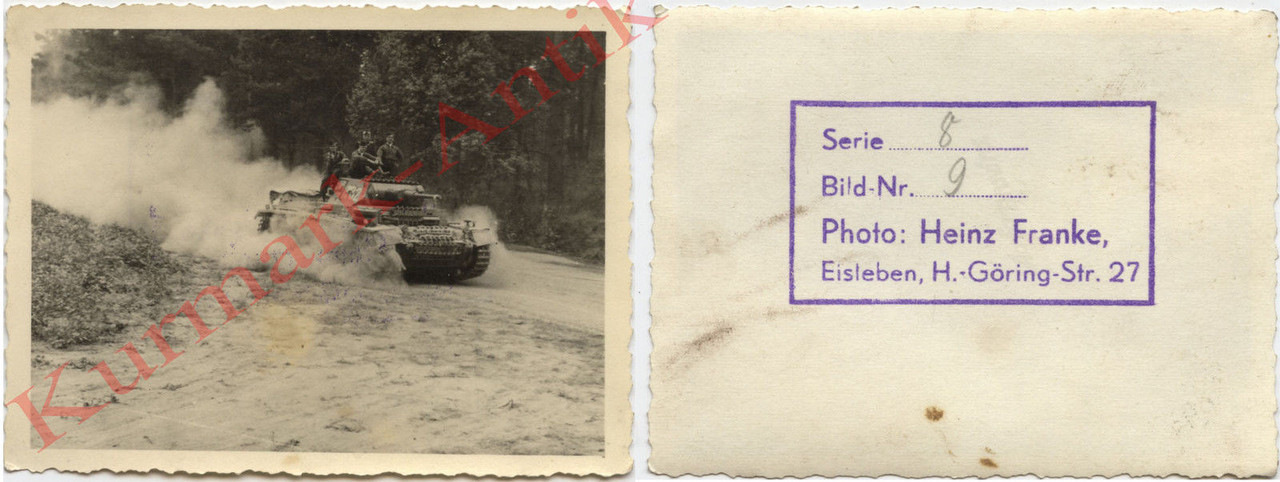 Kurmark-Antik
Serie 8
Bild-Nr. 9
Photo: Heinz Franke,
Eisleben, H.-Göring-Str. 27